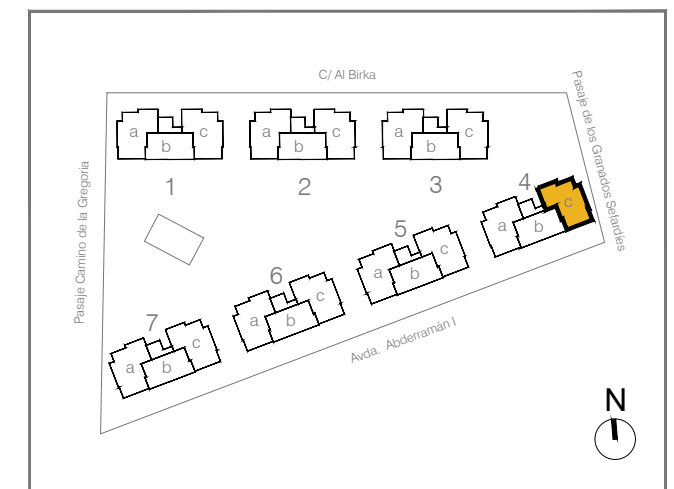 C/ Al Birka
Pasaje de los Granados Sefardíes
Pasaje Camino de la Gregoria
a b c
a b c
a b c
1
2
3
4
a b c
5
a b c
6
a b c
7
a b c
Avda. Abderramán I
N